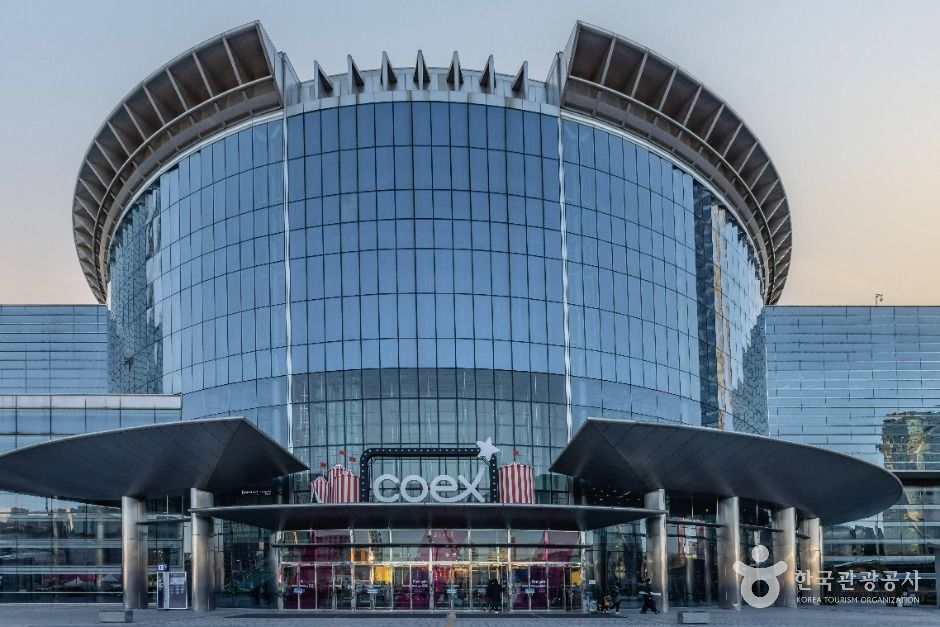 coex
한국관광공사
KOREA TOURISM ORGANIZATION